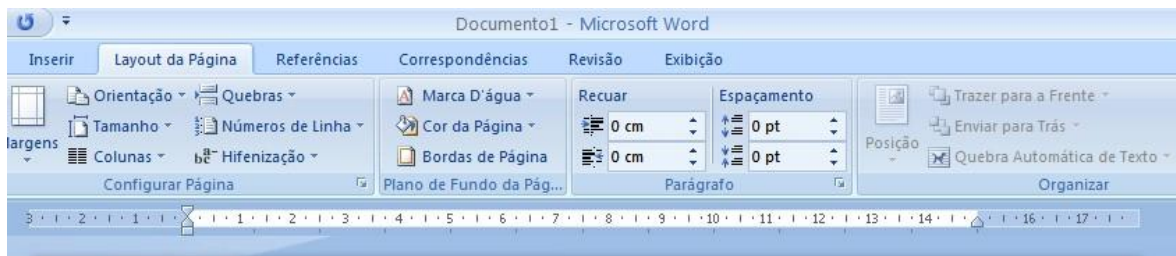 Documento1 - Microsoft Word
Inserir Layout da Página Referências Correspondências Revisão Exibição
Orientação Quebras Marca D'água Recuar Espaçamento Trazer para a Frente
Tamanho Números de Linha Cor da Página 0 cm 0 pt Enviar para Trás
argens Colunas Hifenização Bordas de Página 0 cm 0 pt Posição Quebra Automática de Texto
Configurar Página Plano de Fundo da Pág... Parágrafo Organizar
3 2 1 1 2 3 4 5 6 7 8 9 10 11 12 13 14 16 17